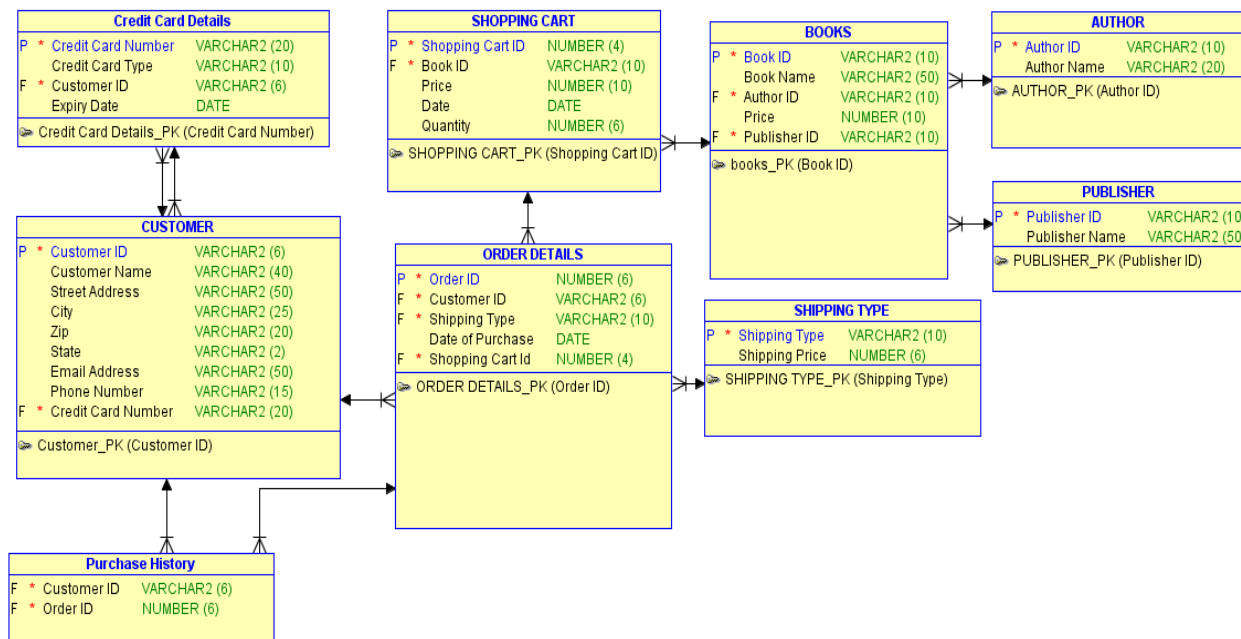 Credit Card Details
P * Credit Card Number VARCHAR2 (20)
Credit Card Type VARCHAR2 (10)
F * Customer ID VARCHAR2 (6)
Expiry Date DATE
Credit Card Details_PK (Credit Card Number)
SHOPPING CART
P * Shopping Cart ID NUMBER (4)
F * Book ID VARCHAR2 (10)
Price NUMBER (10)
Date DATE
Quantity NUMBER (6)
SHOPPING CART_PK (Shopping Cart ID)
BOOKS
P * Book ID VARCHAR2 (10)
Book Name VARCHAR2 (50)
F * Author ID VARCHAR2 (10)
Price NUMBER (10)
F * Publisher ID VARCHAR2 (10)
books_PK (Book ID)
AUTHOR
P * Author ID VARCHAR2 (10)
Author Name VARCHAR2 (20)
AUTHOR_PK (Author ID)
PUBLISHER
P * Publisher ID VARCHAR2 (10
Publisher Name VARCHAR2 (50
PUBLISHER_PK (Publisher ID)
CUSTOMER
P * Customer ID VARCHAR2 (6)
Customer Name VARCHAR2 (40)
Street Address VARCHAR2 (50)
City VARCHAR2 (25)
Zip VARCHAR2 (20)
State VARCHAR2 (2)
Email Address VARCHAR2 (50)
Phone Number VARCHAR2 (15)
F * Credit Card Number VARCHAR2 (20)
Customer_PK (Customer ID)
ORDER DETAILS
P * Order ID NUMBER (6)
F * Customer ID VARCHAR2 (6)
F * Shipping Type VARCHAR2 (10)
Date of Purchase DATE
F * Shopping Cart Id NUMBER (4)
ORDER DETAILS_PK (Order ID)
SHIPPING TYPE
P * Shipping Type VARCHAR2 (10)
Shipping Price NUMBER (6)
SHIPPING TYPE_PK (Shipping Type)
Purchase History
F * Customer ID VARCHAR2 (6)
F * Order ID NUMBER (6)